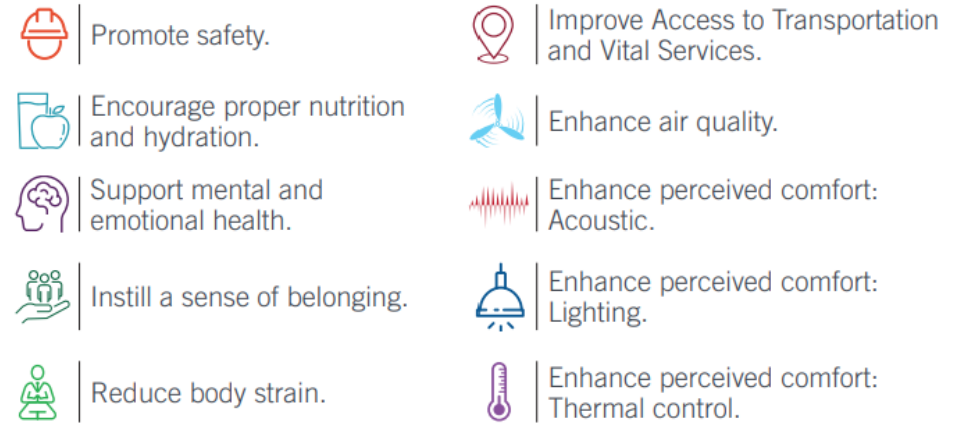 Promote safety.
Encourage proper nutrition
and hydration.
Support mental and
emotional health.
Instill a sense of belonging.
Reduce body strain.
Improve Access to Transportation
and Vital Services.
Enhance air quality.
Enhance perceived comfort:
Acoustic.
Enhance perceived comfort:
Lighting.
Enhance perceived comfort:
Thermal control.